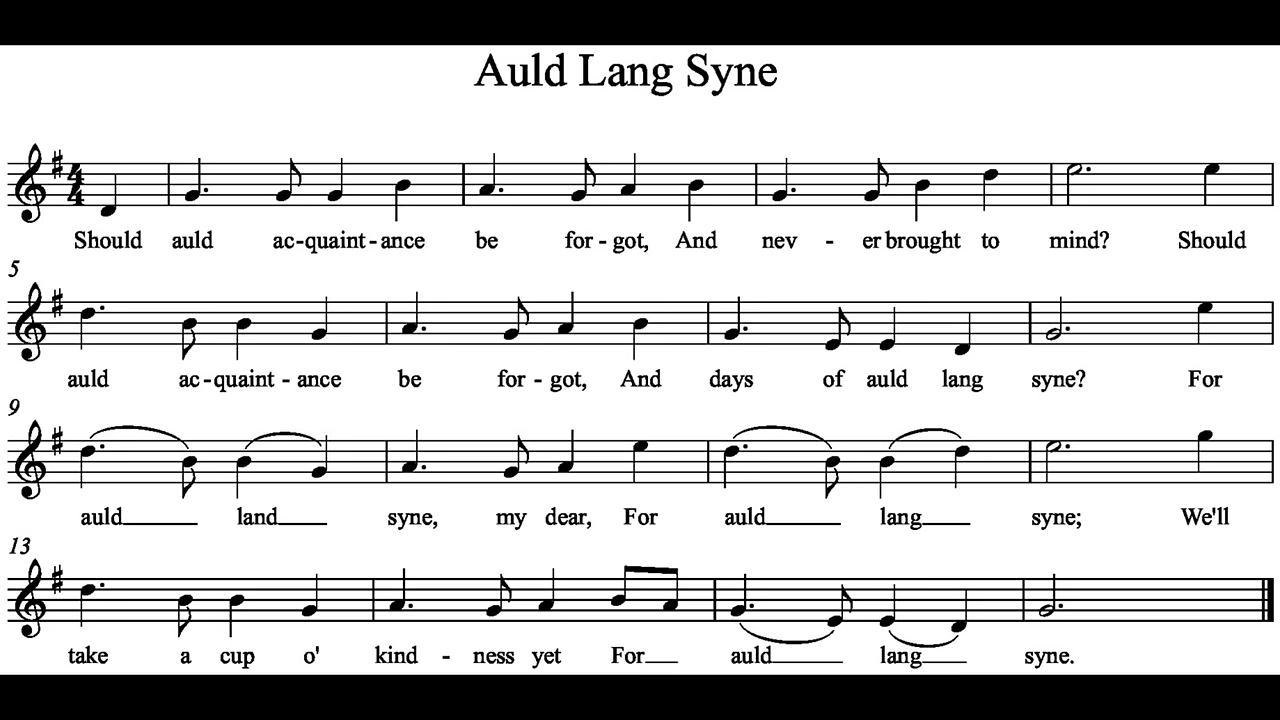 Auld Lang Syne
4
4
Should auld ac-quaint-ance be for-got, And nev - er brought to mind? Should
5
auld ac-quaint-ance be for-got, And days of auld lang syne? For
9
auld land syne, my dear, For auld lang syne; We'll
13
take a cup o' kind - ness yet For auld lang syne.